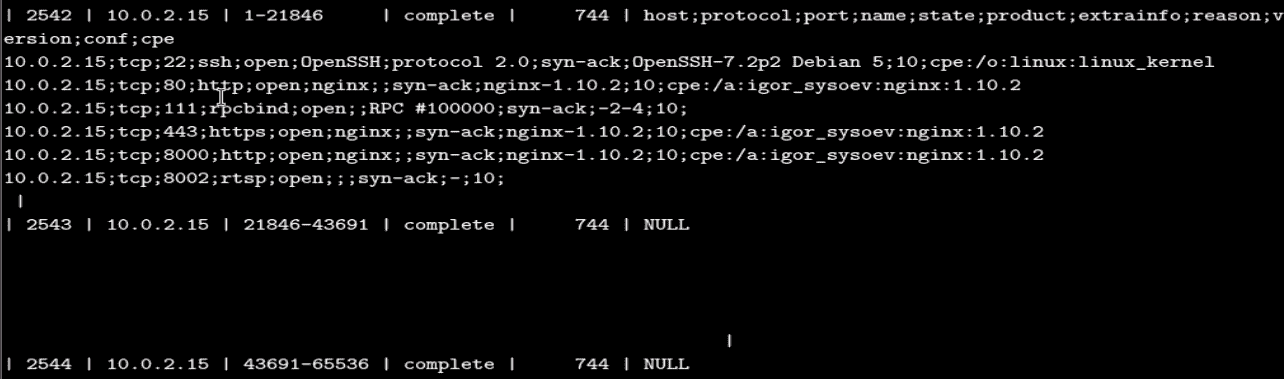 | 2542 | 10.0.2.15 | 1-21846 | complete | 744 | host;protocol;port;name;state;product;extrainfo;reason;v
ersion;conf;cpe
10.0.2.15;tcp;22;ssh;open;OpenSSH;protocol 2.0;syn-ack;OpenSSH-7.2p2 Debian 5;10;cpe:/o:linux:linux_kernel
10.0.2.15;tcp;80;http;open;nginx;;syn-ack;nginx-1.10.2;10;cpe:/a:igor_sysoev:nginx:1.10.2
10.0.2.15;tcp;111;rpcbind;open;;RPC #100000;syn-ack;-2-4;10;
10.0.2.15;tcp;443;https;open;nginx;;syn-ack;nginx-1.10.2;10;cpe:/a:igor_sysoev:nginx:1.10.2
10.0.2.15;tcp;8000;http;open;nginx;;syn-ack;nginx-1.10.2;10;cpe:/a:igor_sysoev:nginx:1.10.2
10.0.2.15;tcp;8002;rtsp;open;;;syn-ack;-;10;
|
| 2543 | 10.0.2.15 | 21846-43691 | complete | 744 | NULL
|
| 2544 | 10.0.2.15 | 43691-65536 | complete | 744 | NULL